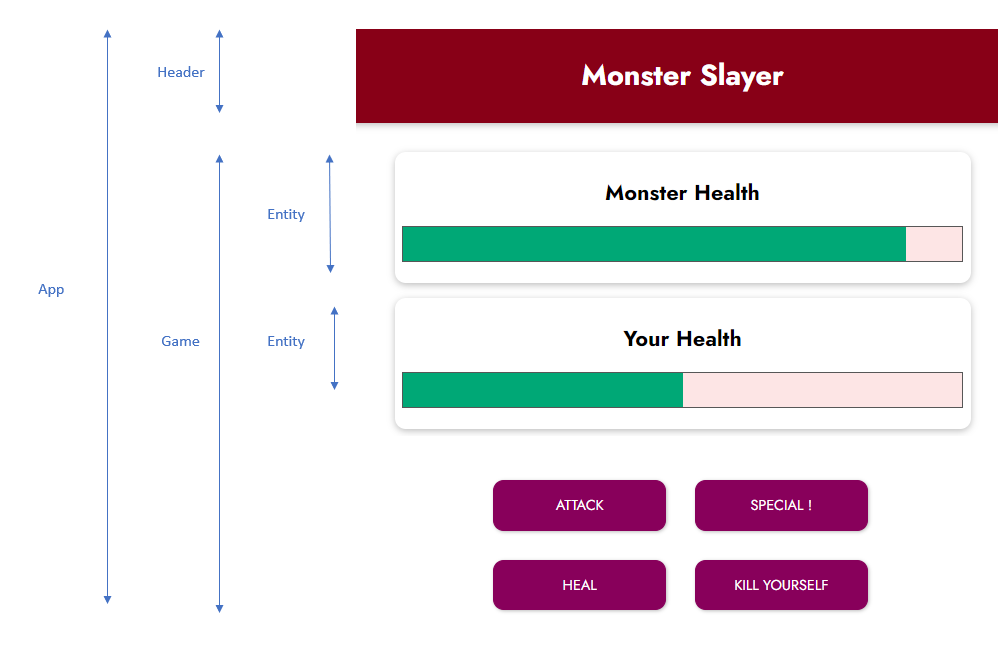 Header
Monster Slayer
Monster Health
Entity
App
Your Health
Game
Entity
ATTACK
SPECIAL !
HEAL
KILL YOURSELF